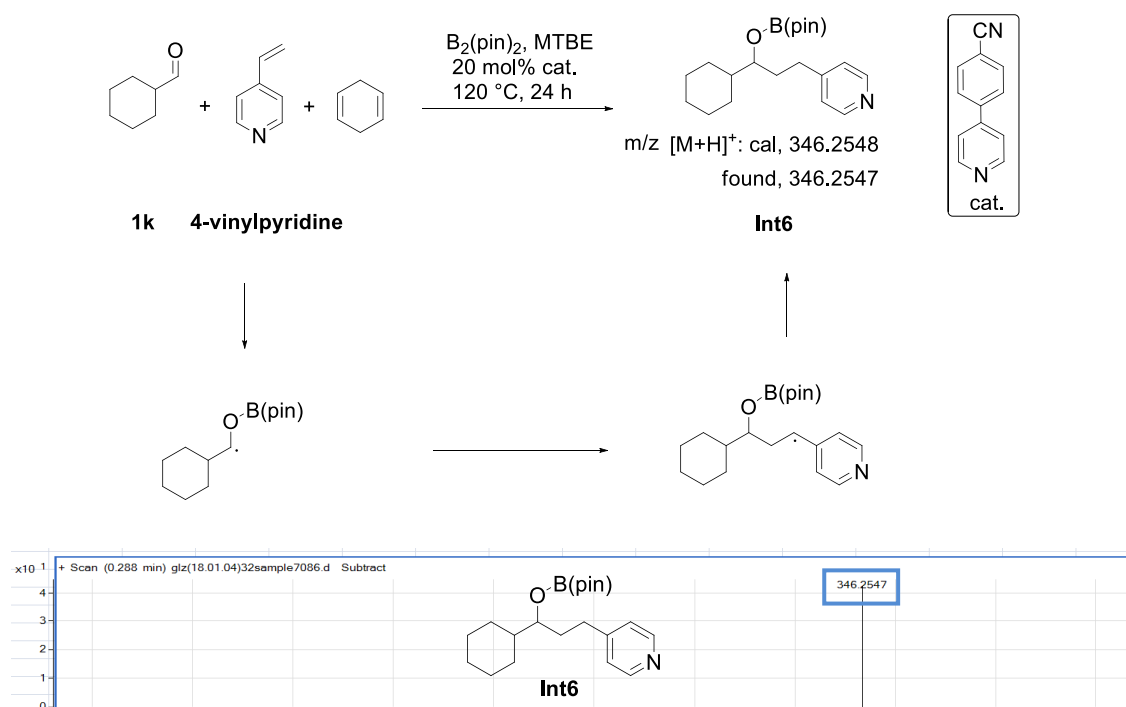 B2(pin)2, MTBE
20 mol% cat.
120 °C, 24 h
O
+
N
+
O B(pin)
N
m/z [M+H]+: cal, 346.2548
found, 346.2547
CN
N
cat.
1k 4-vinylpyridine
Int6
O B(pin)
O B(pin)
N
x10 1
+ Scan (0.288 min) glz(18.01.04)32sample7086.d Subtract
346.2547
4
3
2
1
0
O B(pin)
N
Int6